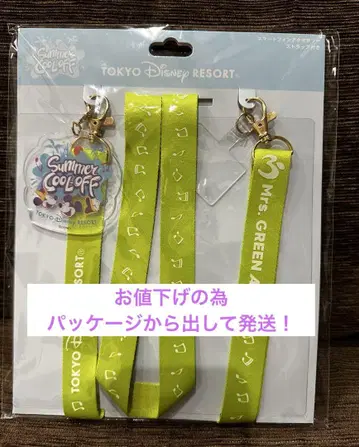 Summer
COOL OFF
TOKYO DISNEY RESORT®
Summer
COOL OFF
TOKYO DISNEY RESORT
TOKYO
RESORT®
Mrs. GREEN A
お値下げの為
パッケージから出して発送！